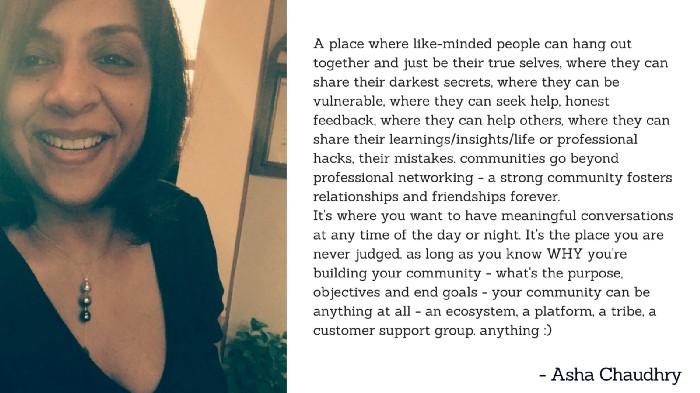 A place where like-minded people can hang out
together and just be their true selves, where they can
share their darkest secrets, where they can be
vulnerable, where they can seek help, honest
feedback, where they can help others, where they can
share their learnings/insights/life or professional
hacks, their mistakes. communities go beyond
professional networking - a strong community fosters
relationships and friendships forever.
It's where you want to have meaningful conversations
at any time of the day or night. It's the place you are
never judged. as long as you know WHY you're
building your community - what's the purpose,
objectives and end goals - your community can be
anything at all - an ecosystem, a platform, a tribe, a
customer support group. anything :)
- Asha Chaudhry